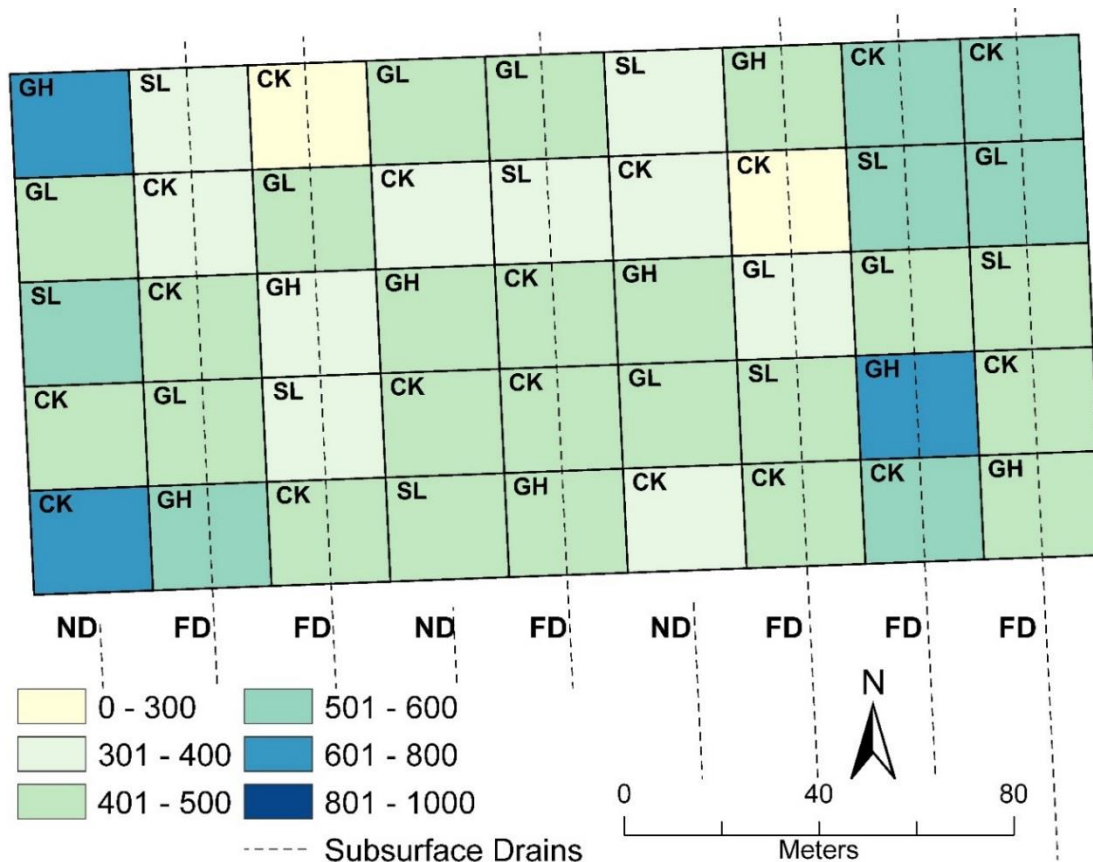 GH SL CK GL GL SL GH CK CK
GL CK GL CK SL CK CK SL GL
SL CK GH GH CK GH GL GL SL
CK GL SL CK CK GL SL GH CK
CK GH CK SL GH CK CK CK GH
ND FD FD ND FD ND FD FD FD
0 - 300
301 - 400
401 - 500
501 - 600
601 - 800
801 - 1000
Subsurface Drains
N
0 40 80
Meters